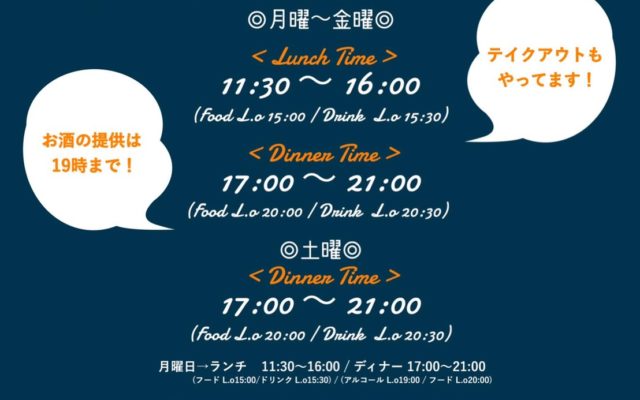 ◎月曜〜金曜◎
< Lunch Time >
11:30 〜 16:00
(Food L.o 15:00 / Drink L.o 15:30)
テイクアウトも
やってます！
お酒の提供は
19時まで！
< Dinner Time >
17:00 〜 21:00
(Food L.o 20:00 / Drink L.o 20:30)
◎土曜◎
< Dinner Time >
17:00 〜 21:00
(Food L.o 20:00 / Drink L.o 20:30)
月曜日→ランチ　11:30〜16:00 / ディナー 17:00〜21:00
(フード L.o15:00/ドリンク L.o15:30) / (アルコール L.o19:00 / フード L.o20:00)